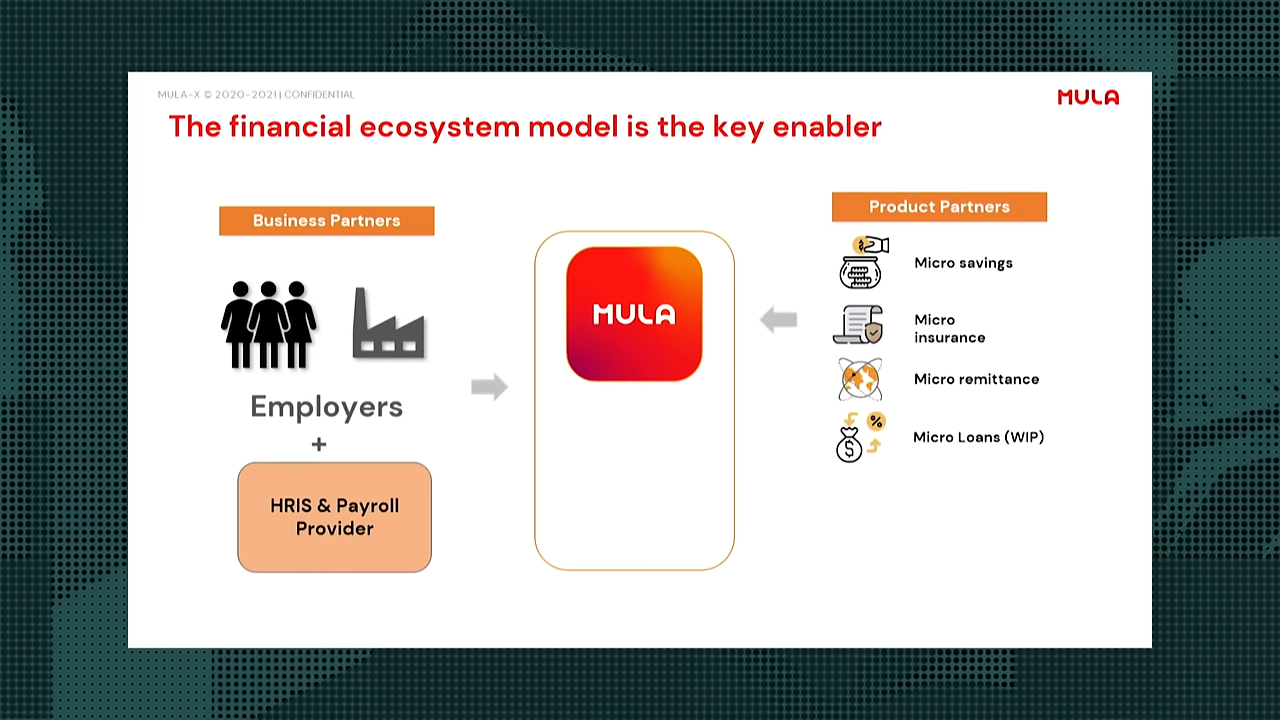 MULA-X © 2020-2021 | CONFIDENTIAL
MULA
The financial ecosystem model is the key enabler
Business Partners
Employers
+
HRIS & Payroll
Provider
MULA
Product Partners
$
Micro savings
Micro
insurance
Micro remittance
%
$
Micro Loans (WIP)